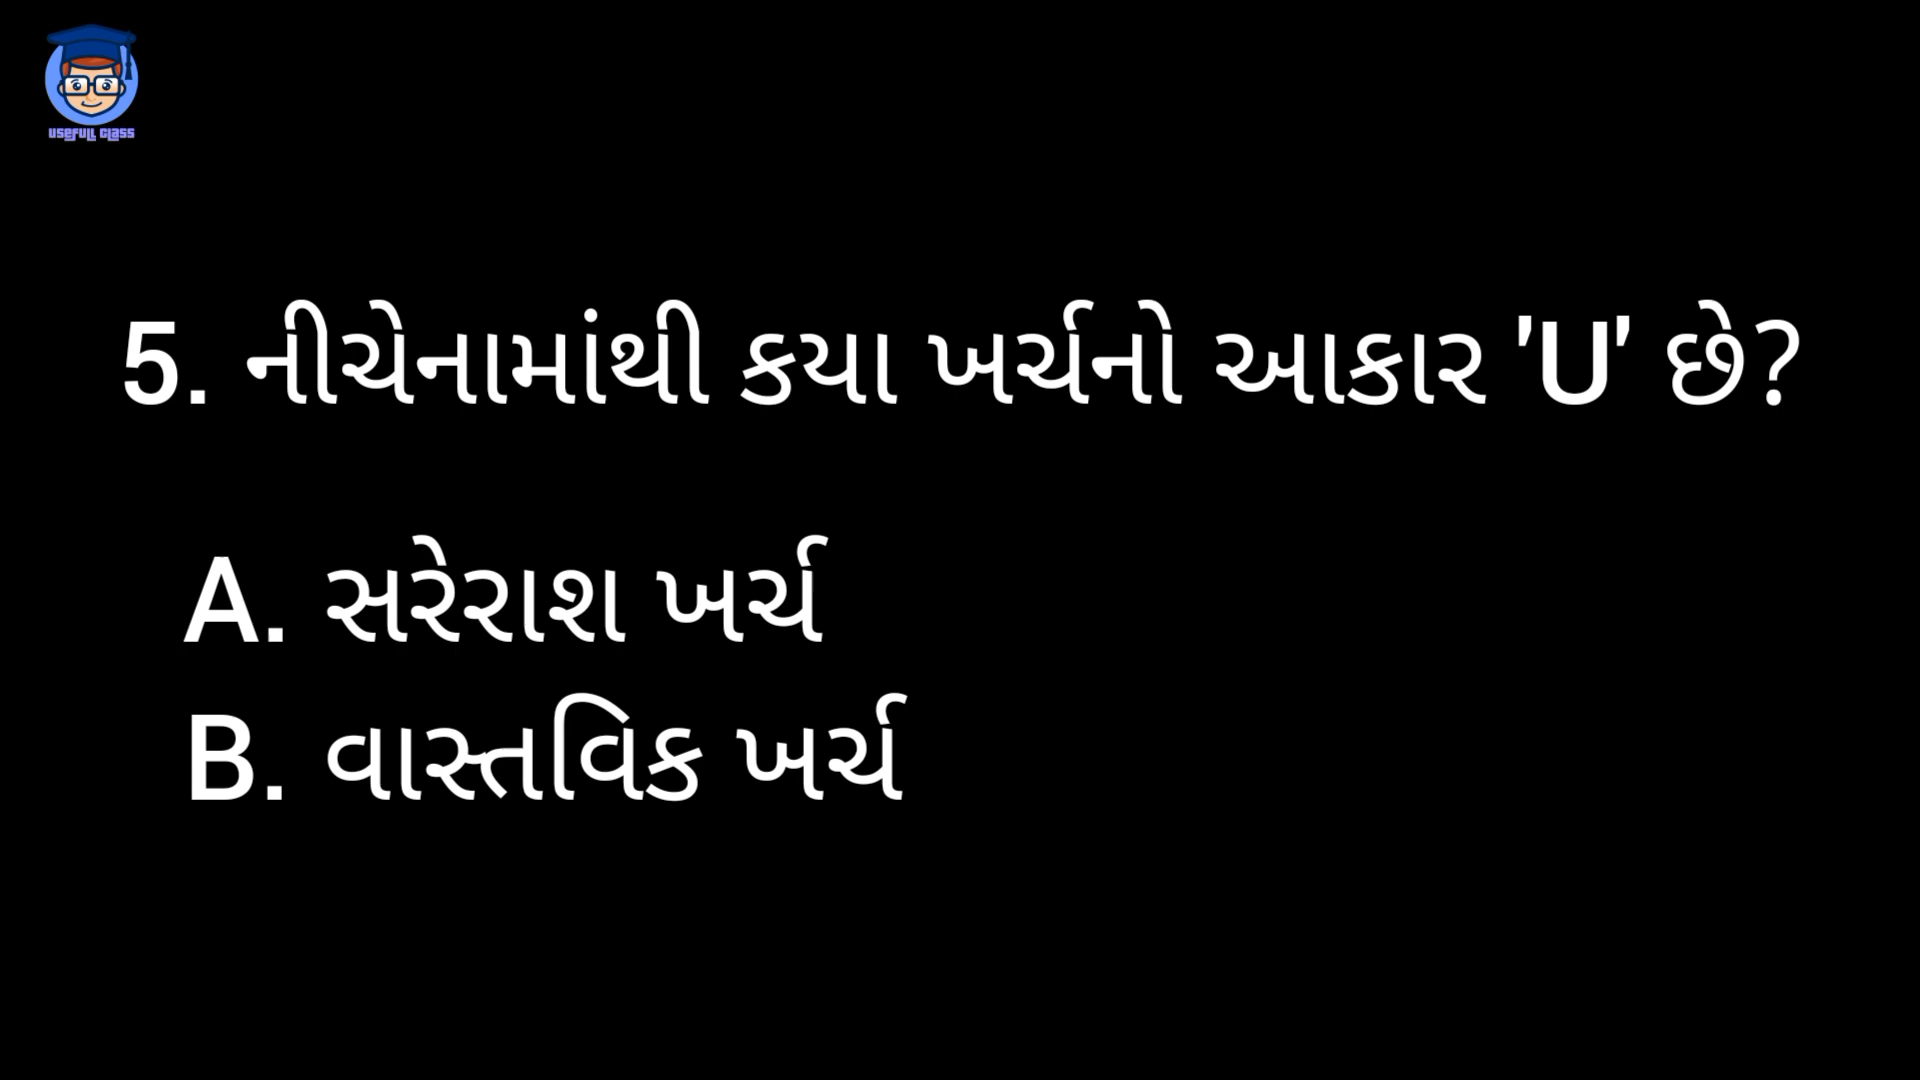 USEFULL CLASS
5. નીચેનામાંથી કયા ખર્ચનો આકાર 'U' છે?
A. સરેરાશ ખર્ચ
B. વાસ્તવિક ખર્ચ